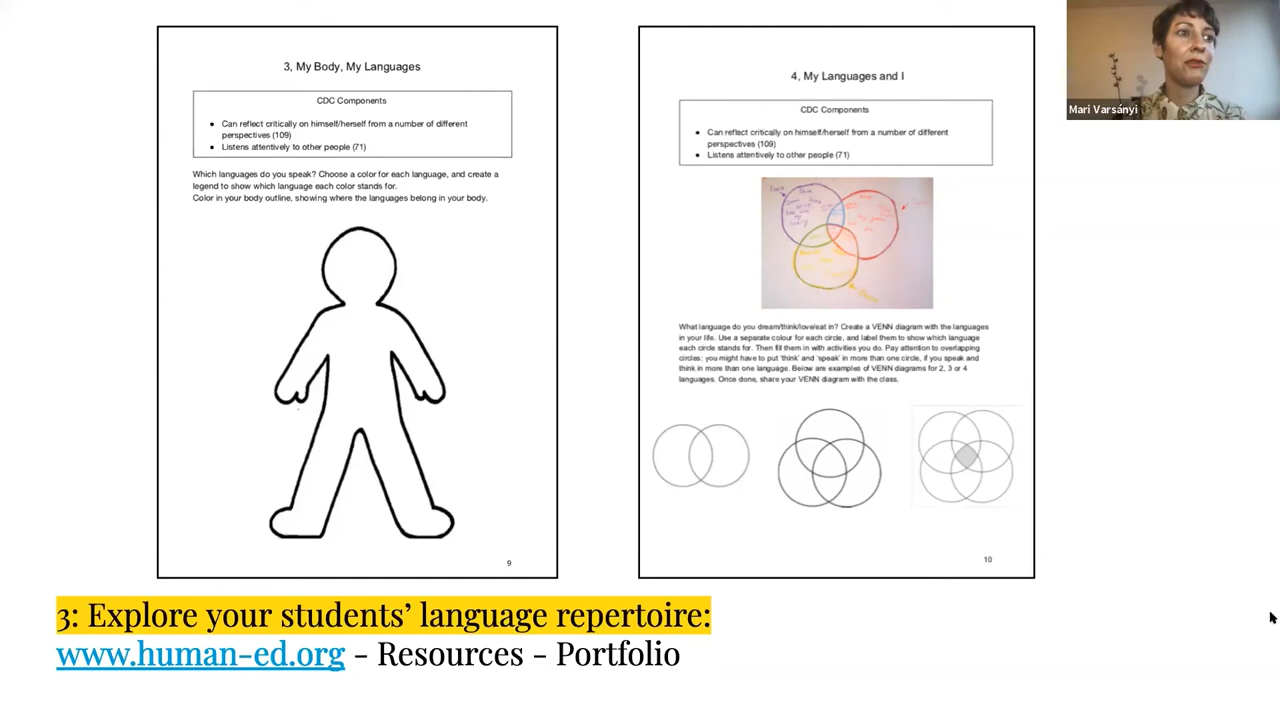 3, My Body, My Languages
CDC Components
● Can reflect critically on himself/herself from a number of different
perspectives (109)
● Listens attentively to other people (71)
Which languages do you speak? Choose a color for each language, and create a
legend to show which language each color stands for.
Color in your body outline, showing where the languages belong in your body.
9
4, My Languages and I
CDC Components
● Can reflect critically on himself/herself from a number of different
perspectives (109)
● Listens attentively to other people (71)
What language do you dream/think/love/eat in? Create a VENN diagram with the languages
in your life. Use a separate colour for each circle, and label them to show which language
each circle stands for. Then fill them in with activities you do. Pay attention to overlapping
circles: you might have to put 'think' and 'speak' in more than one circle, if you speak and
think in more than one language. Below are examples of VENN diagrams for 2, 3 or 4
languages. Once done, share your VENN diagram with the class.
10
Mari Varsányi
3: Explore your students’ language repertoire:
www.human-ed.org - Resources - Portfolio